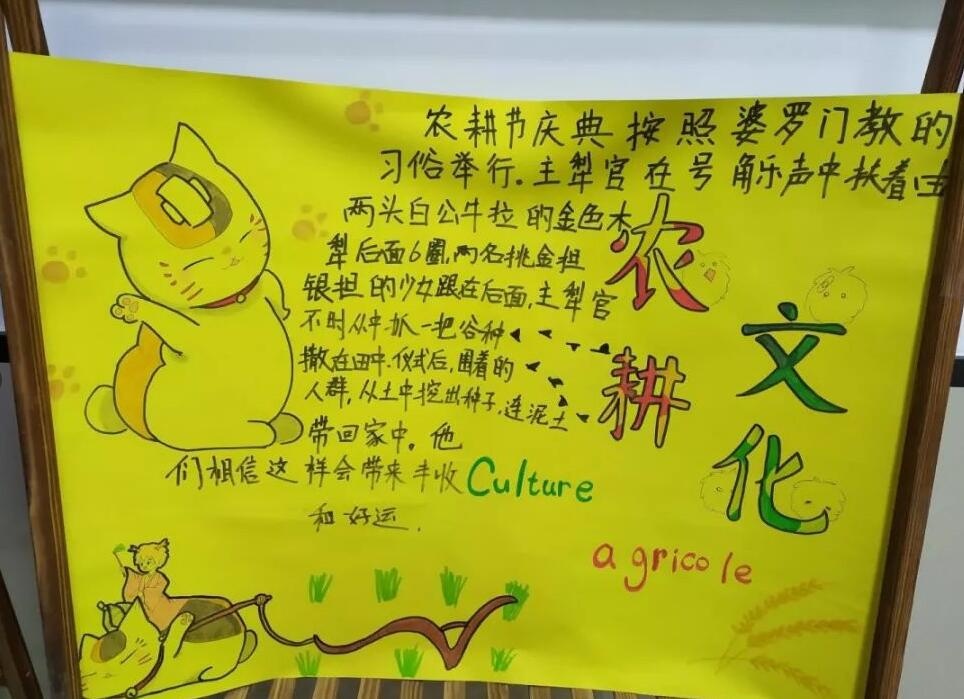 农耕节庆典按照婆罗门教的
习俗举行.主犁官在号角乐声中扶着由
两头白公牛拉的金色木
犁后面6圈,两名挑金担
银担的少女跟在后面,主犁官
不时从中抓一把谷种
撒在田中.仪式后,围着的
人群,从土中挖出种子,连泥土
带回家中。他
们相信这样会带来丰收
和好运.
农耕
文化
Culture
agricole